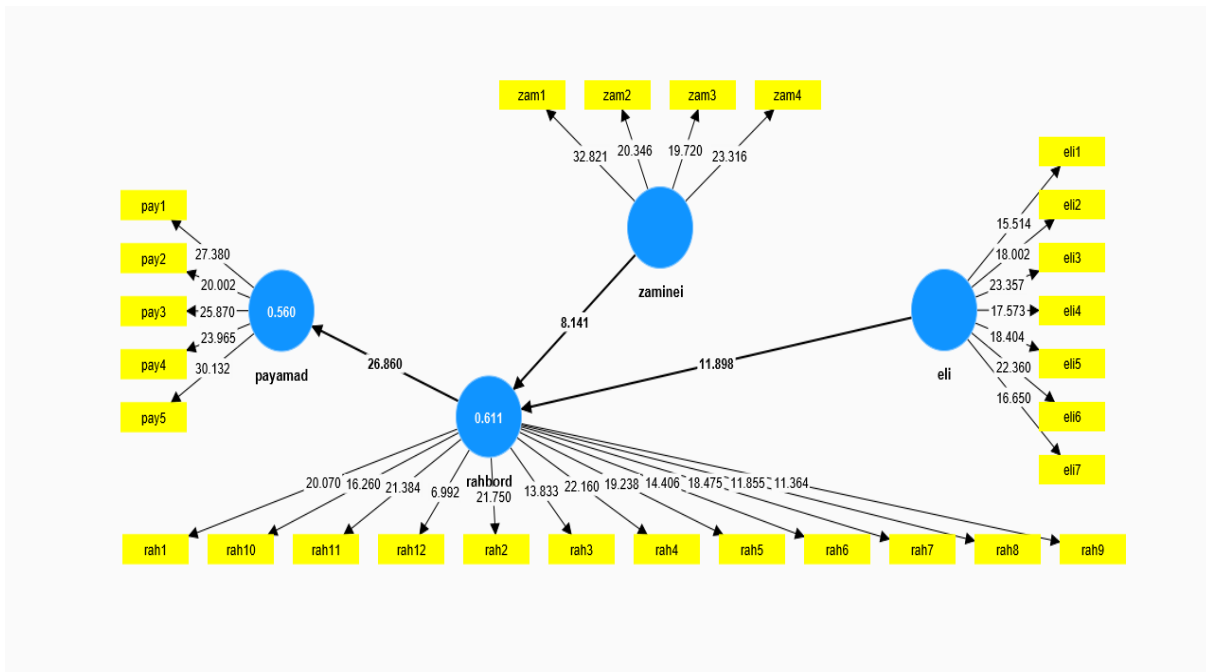 zam1 zam2 zam3 zam4
32.821 20.346 19.720 23.316
zaminei
eli1
eli2
eli3
eli4
eli5
eli6
eli7
15.514
18.002
23.357
17.573
18.404
22.360
16.650
eli
pay1
pay2
pay3
pay4
pay5
27.380
20.002
25.870
23.965
30.132
0.560
payamad
8.141
26.860
11.898
0.611
rahbord
20.070 16.260 21.384 6.992 21.750 13.833 22.160 19.238 14.406 18.475 11.855 11.364
rah1 rah10 rah11 rah12 rah2 rah3 rah4 rah5 rah6 rah7 rah8 rah9